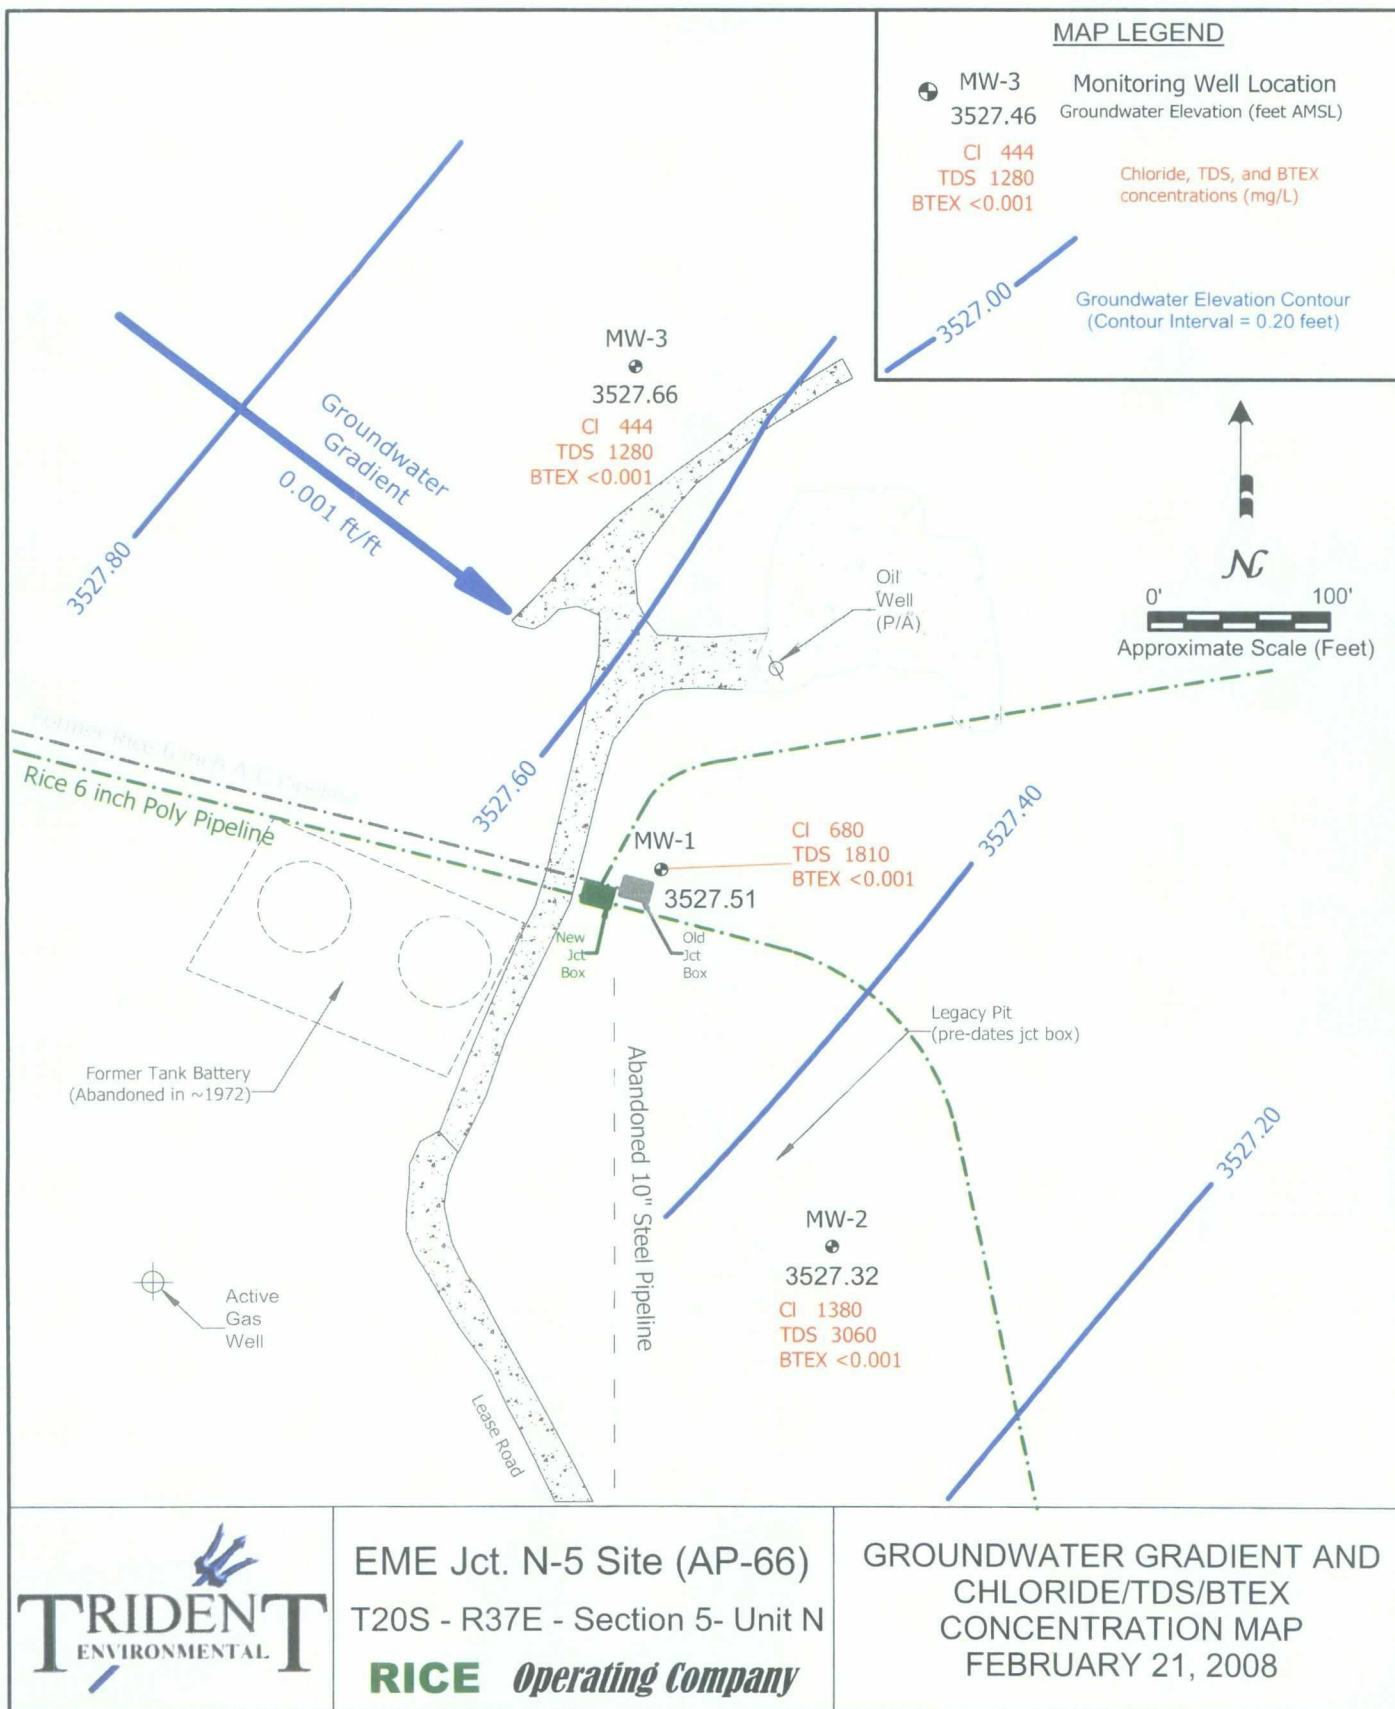 MAP LEGEND
MW-3
Monitoring Well Location
3527.46
Groundwater Elevation (feet AMSL)
Cl 444
TDS 1280
BTEX <0.001
Chloride, TDS, and BTEX
concentrations (mg/L)
3527.00
Groundwater Elevation Contour
(Contour Interval = 0.20 feet)
MW-3
3527.66
Cl 444
TDS 1280
BTEX <0.001
Groundwater
Gradient
0.001 ft/ft
3527.80
Oil
Well
(P/A)
N
0' 100'
Approximate Scale (Feet)
Former Rice 6 inch A/C Pipeline
Rice 6 inch Poly Pipeline
3527.60
3527.40
MW-1
3527.51
Cl 680
TDS 1810
BTEX <0.001
New
Jct
Box
Old
Jct
Box
Legacy Pit
(pre-dates jct box)
Former Tank Battery
(Abandoned in ~1972)
Abandoned 10" Steel Pipeline
3527.20
MW-2
3527.32
Cl 1380
TDS 3060
BTEX <0.001
Active
Gas
Well
Lease Road
TRIDENT
ENVIRONMENTAL
EME Jct. N-5 Site (AP-66)
T20S - R37E - Section 5- Unit N
RICE Operating Company
GROUNDWATER GRADIENT AND
CHLORIDE/TDS/BTEX
CONCENTRATION MAP
FEBRUARY 21, 2008